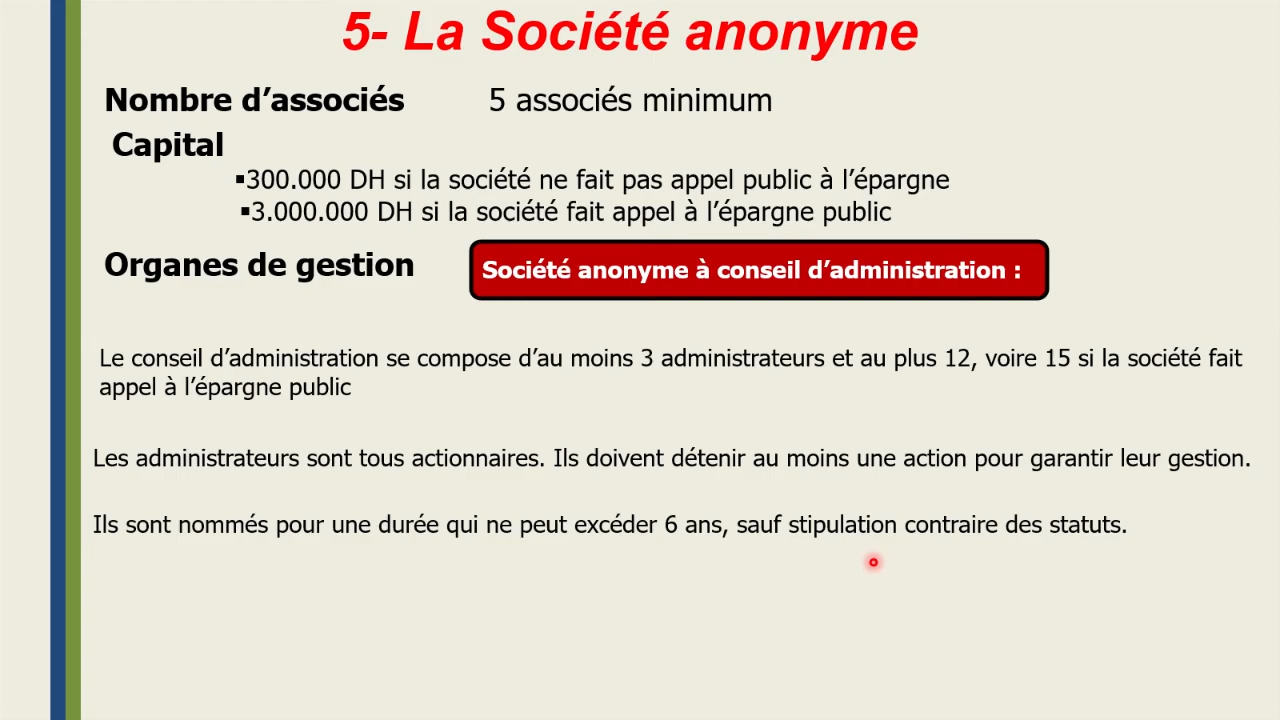 5- La Société anonyme
Nombre d’associés 5 associés minimum
Capital
▪300.000 DH si la société ne fait pas appel public à l’épargne
▪3.000.000 DH si la société fait appel à l’épargne public
Organes de gestion Société anonyme à conseil d’administration :
Le conseil d’administration se compose d’au moins 3 administrateurs et au plus 12, voire 15 si la société fait
appel à l’épargne public
Les administrateurs sont tous actionnaires. Ils doivent détenir au moins une action pour garantir leur gestion.
Ils sont nommés pour une durée qui ne peut excéder 6 ans, sauf stipulation contraire des statuts.